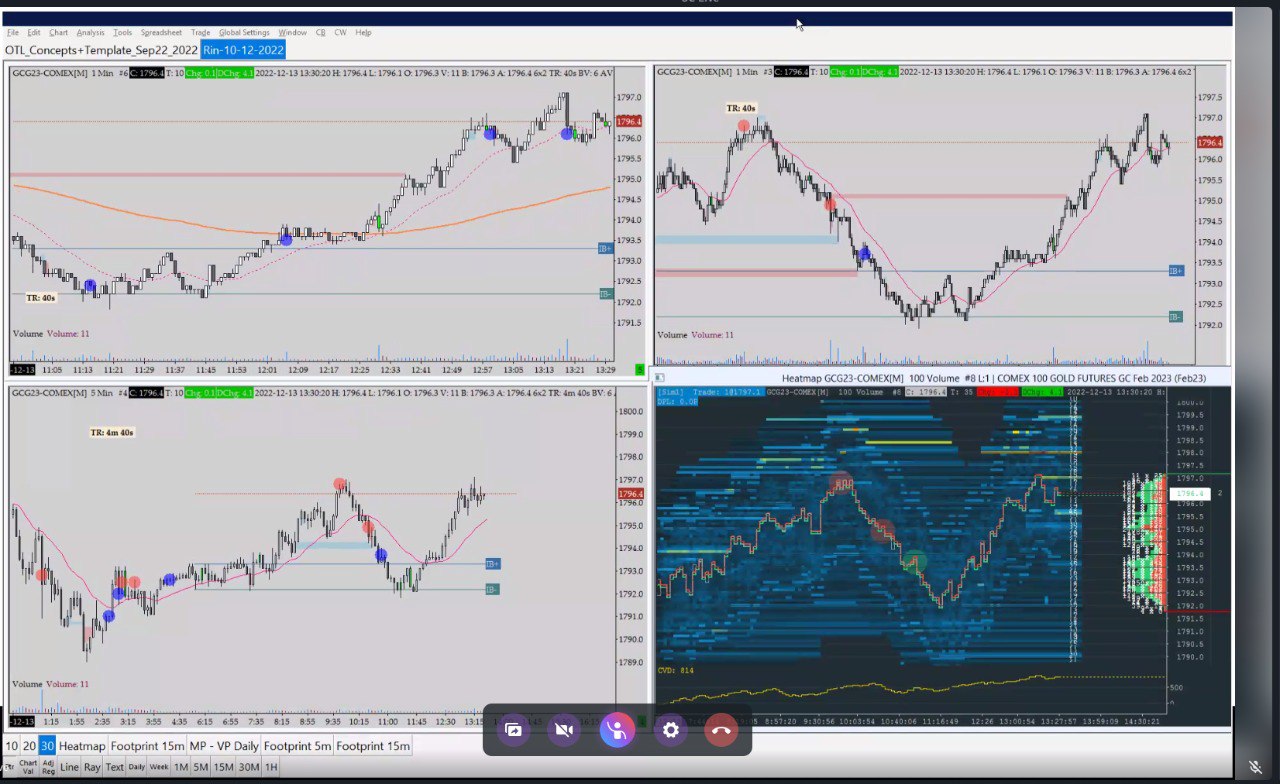 File Edit Chart Analysis Tools Spreadsheet Trade Global Settings Window CB CW Help
OTL_Concepts+Template_Sep22_2022 Rin-10-12-2022
GCG23-COMEX[M] 1 Min #6 C: 1796.4 T: 10 Chg: 0.1 DChg: 4.1 2022-12-13 13:30:20 H: 1796.4 L: 1796.1 O: 1796.3 V: 11 B: 1796.3 A: 1796.4 6x2 TR: 40s BV: 6 AV
1797.0
1796.4
1796.0
1795.5
1795.0
1794.5
1794.0
1793.5
1793.0
1792.5
1792.0
1791.5
IB+
IB-
TR: 40s
Volume Volume: 11
-12-13 11:05 11:13 11:21 11:29 11:37 11:45 11:53 12:01 12:09 12:17 12:25 12:33 12:41 12:49 12:57 13:05 13:13 13:21 13:29
GCG23-COMEX[M] 1 Min #3 C: 1796.4 T: 10 Chg: 0.1 DChg: 4.1 2022-12-13 13:30:20 H: 1796.4 L: 1796.1 O: 1796.3 V: 11 B: 1796.3 A: 1796.4 6x2
TR: 40s
1797.5
1797.0
1796.4
1796.0
1795.5
1795.0
1794.5
1794.0
1793.5
1793.0
1792.5
1792.0
IB+
IB-
Volume Volume: 11
GCG23-COMEX[M] 5 Min #4 C: 1796.4 T: 10 Chg: 0.1 DChg: 4.1 2022-12-13 13:30:20 H: 1796.4 L: 1796.1 O: 1796.3 V: 11 B: 1796.3 A: 1796.4 6x2 TR: 4m 40s BV: 6
TR: 4m 40s
1800.0
1799.0
1798.0
1797.0
1796.4
1795.0
1794.0
1793.0
1792.0
1791.0
1790.0
1789.0
IB+
IB-
Volume Volume: 11
-12-13 1:15 1:55 2:35 3:15 3:55 4:35 5:15 5:55 6:35 7:15 7:55 8:35 9:15 9:55 10:35 11:00 11:45 12:30 13:15
Heatmap GCG23-COMEX[M] 100 Volume #8 L:1 | COMEX 100 GOLD FUTURES GC Feb 2023 (Feb23)
[Sim1] Trade: 101797.1 GCG23-COMEX[M] 100 Volume #8 C: 1796.4 T: 35 DChg: 4.1 2022-12-13 13:30:20 H:
DPL: 0.0P
1800.0
1799.5
1799.0
1798.5
1798.0
1797.5
1797.0
1796.4
1795.5
1795.0
1794.5
1794.0
1793.5
1793.0
1792.5
1792.0
1791.5
1791.0
1790.5
1790.0
2
CVD: 814
500
0
8:57:20 9:30:56 10:03:54 10:40:06 11:16:49 12:26 13:00:54 13:27:57 13:59:09 14:30:21
10 20 30 Heatmap Footprint 15m MP - VP Daily Footprint 5m Footprint 15m
Ptr Chart Val Adj Reg Line Ray Text Daily Week 1M 5M 15M 30M 1H